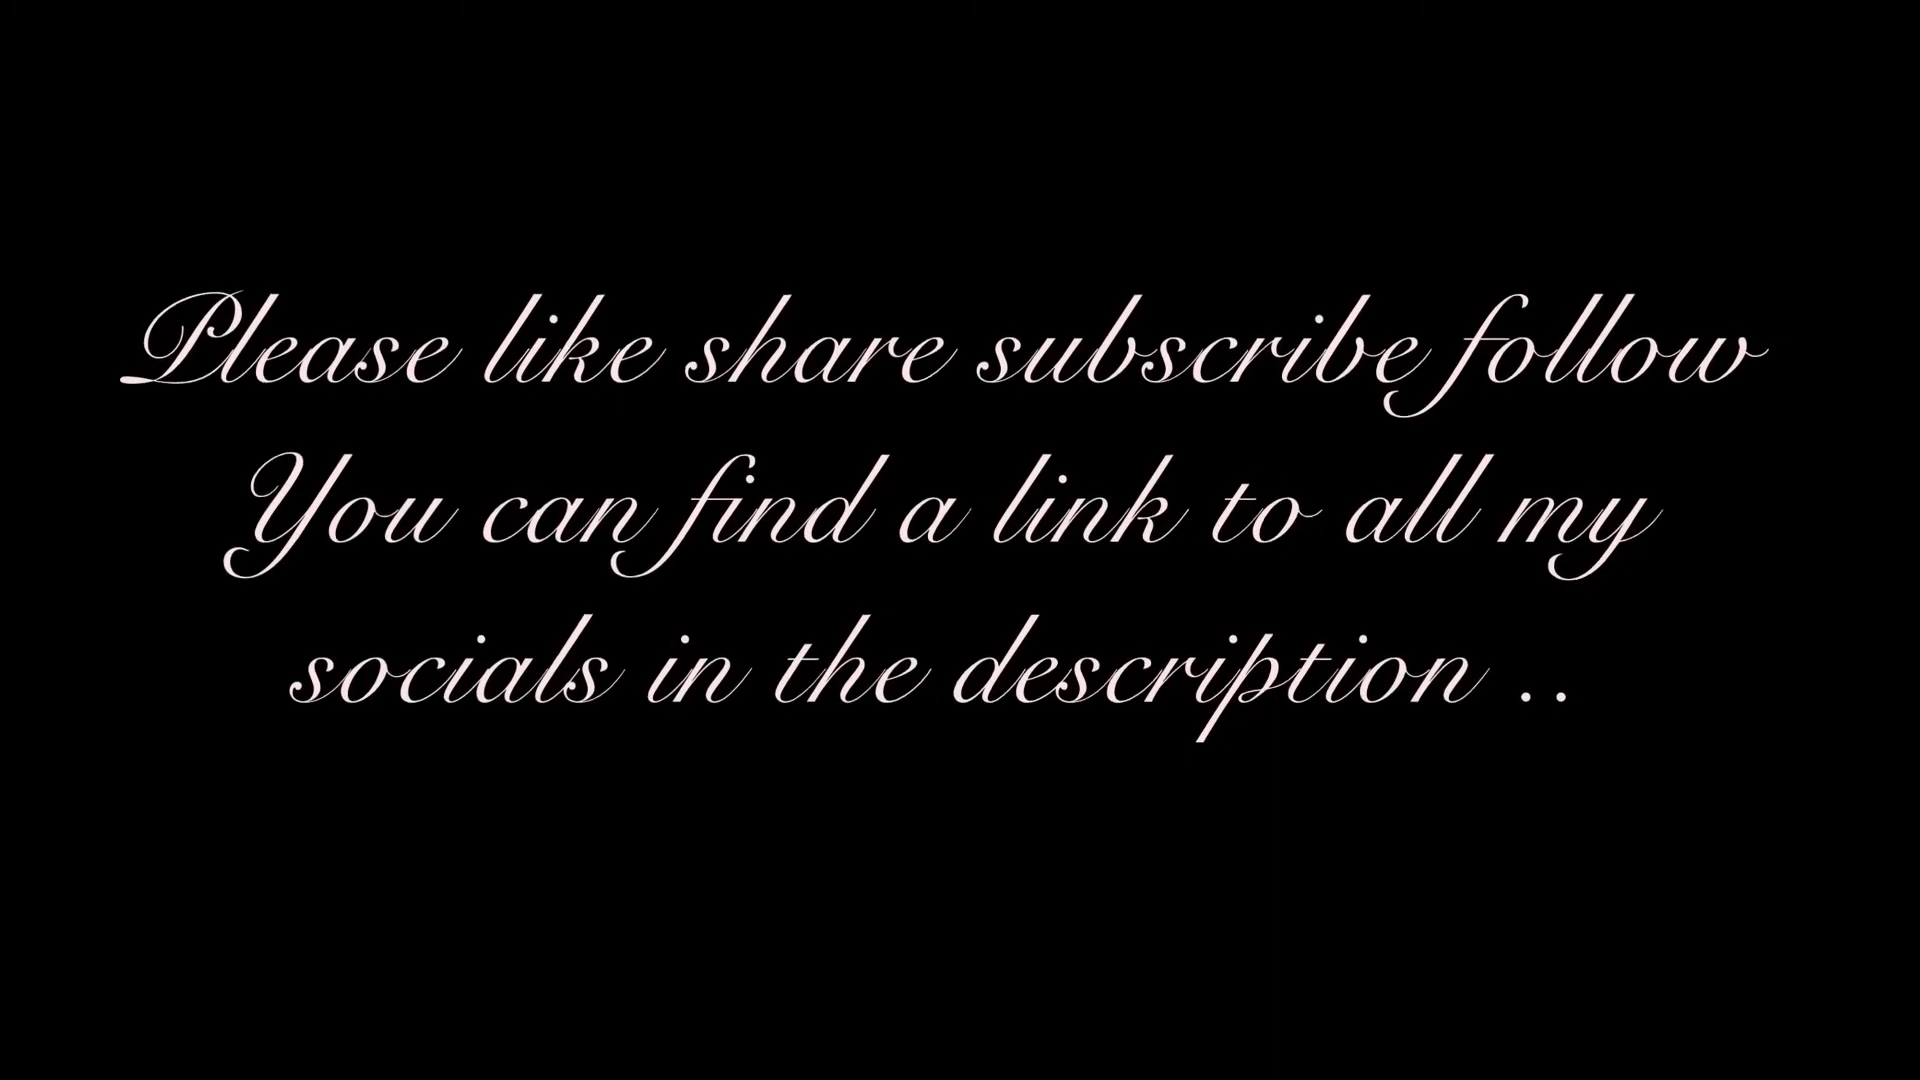 Please like share subscribe follow
You can find a link to all my
socials in the description ..